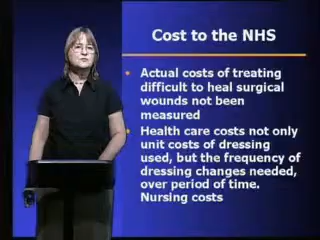 Cost to the NHS
• Actual costs of treating
difficult to heal surgical
wounds not been
measured
• Health care costs not only
unit costs of dressing
used, but the frequency of
dressing changes needed,
over period of time.
Nursing costs